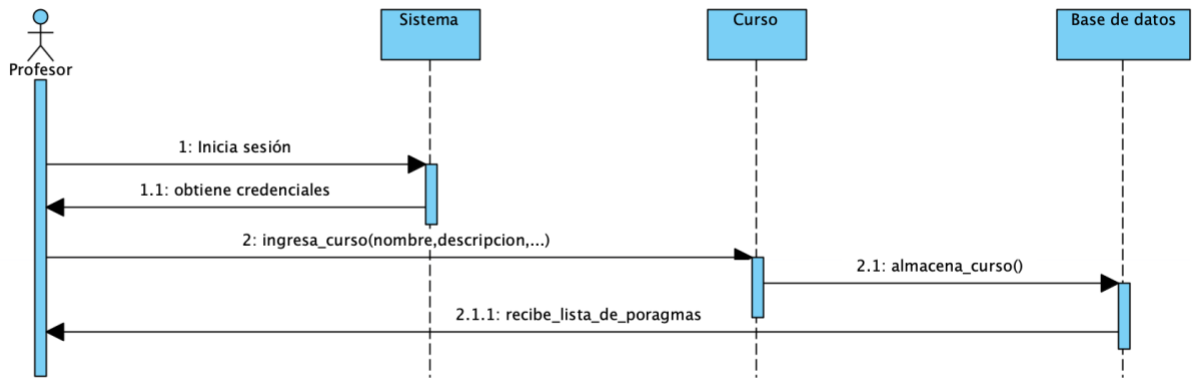 Profesor
Sistema
Curso
Base de datos
1: Inicia sesión
1.1: obtiene credenciales
2: ingresa_curso(nombre,descripcion,...)
2.1: almacena_curso()
2.1.1: recibe_lista_de_poragmas